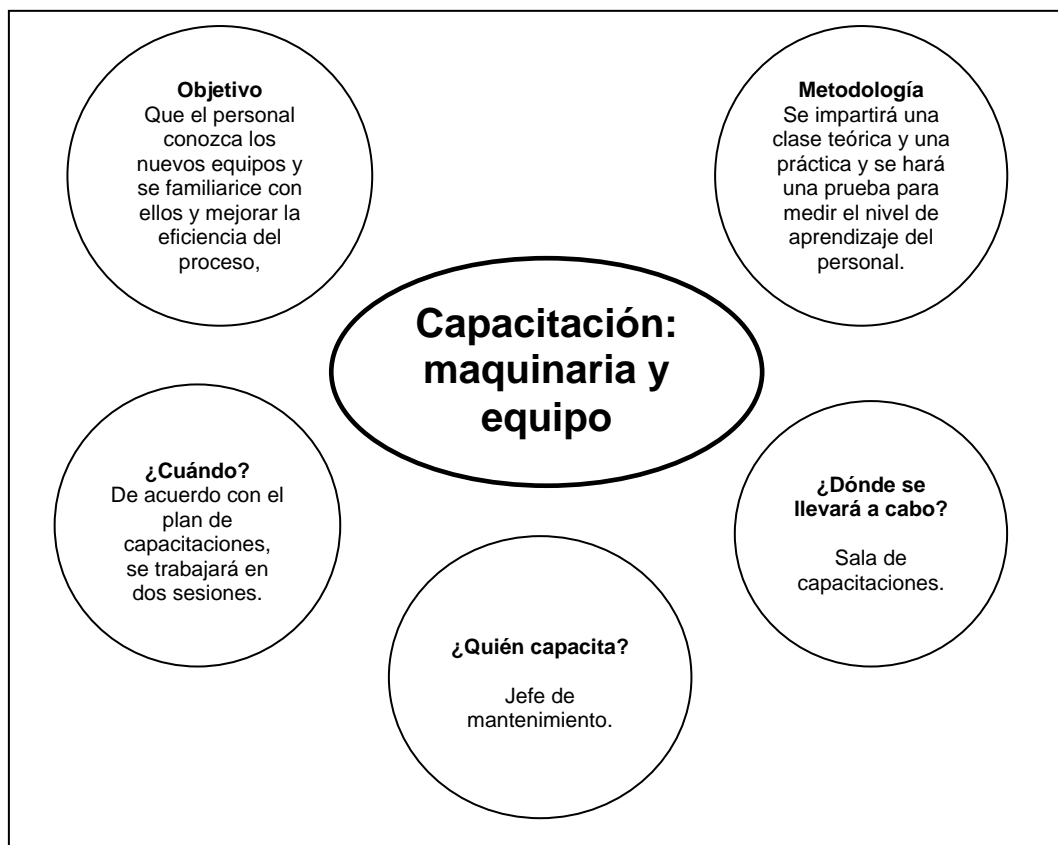 Objetivo
Que el personal
conozca los
nuevos equipos y
se familiarice con
ellos y mejorar la
eficiencia del
proceso,
Metodología
Se impartirá una
clase teórica y una
práctica y se hará
una prueba para
medir el nivel de
aprendizaje del
personal.
Capacitación:
maquinaria y
equipo
¿Cuándo?
De acuerdo con el
plan de
capacitaciones,
se trabajará en
dos sesiones.
¿Dónde se
llevará a cabo?
Sala de
capacitaciones.
¿Quién capacita?
Jefe de
mantenimiento.